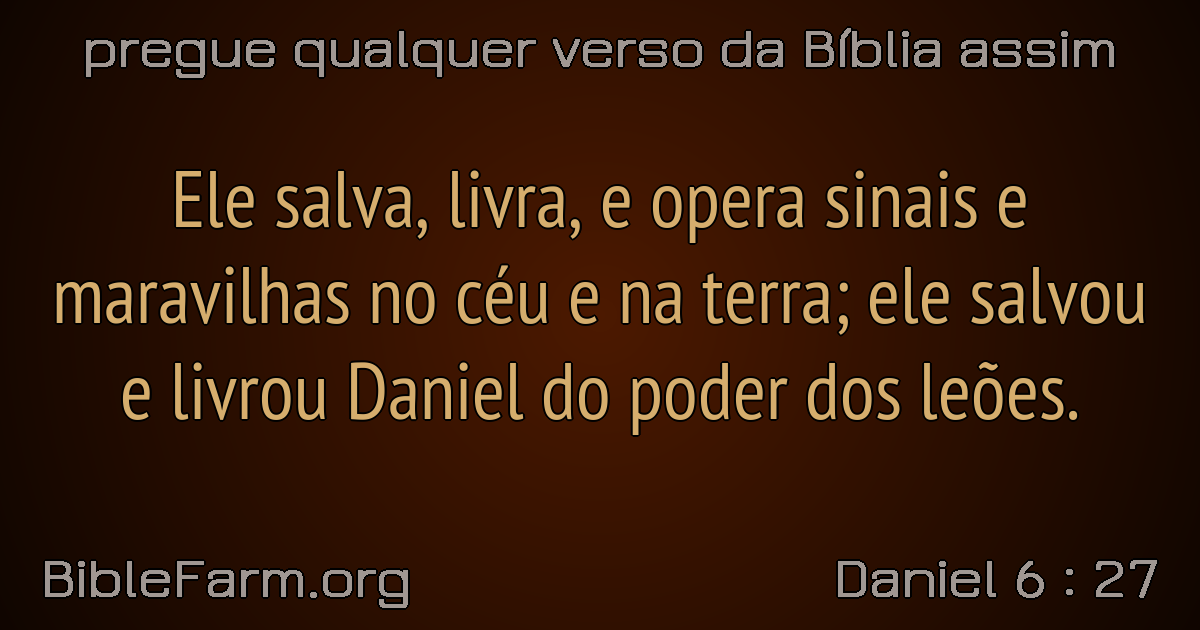 pregue qualquer verso da Bíblia assim
Ele salva, livra, e opera sinais e
maravilhas no céu e na terra; ele salvou
e livrou Daniel do poder dos leões.
BibleFarm.org
Daniel 6 : 27